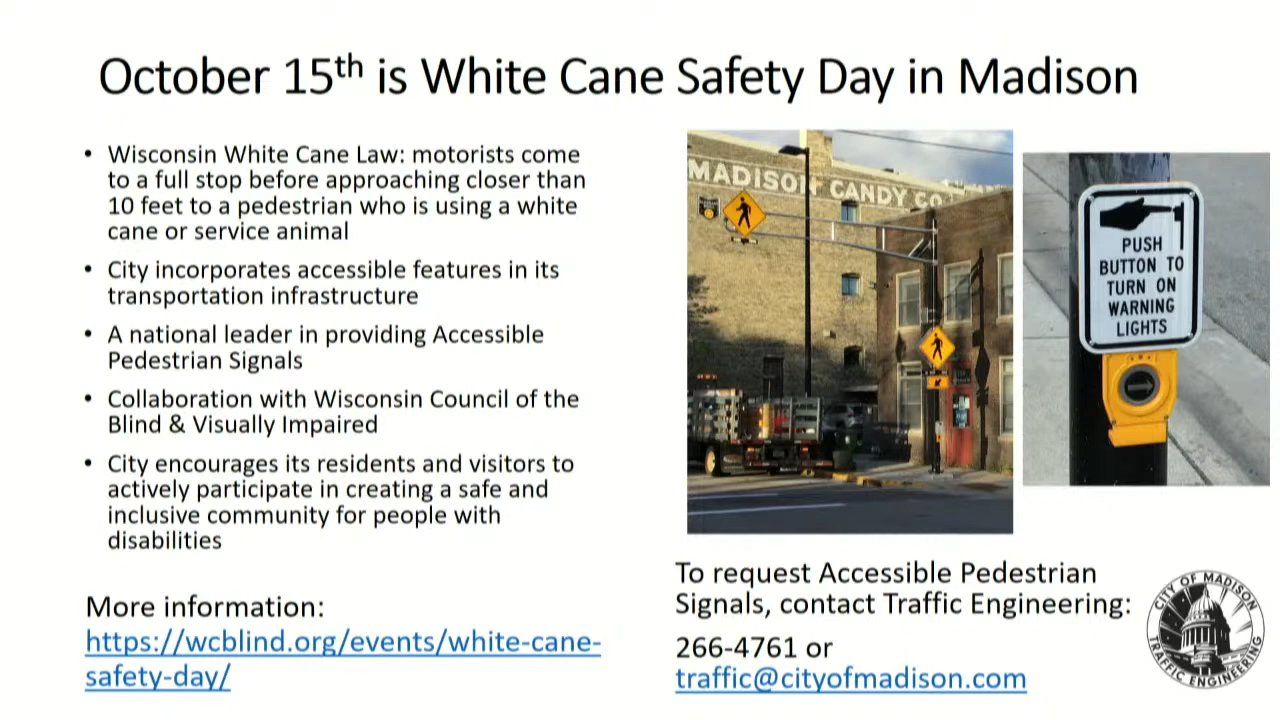 October 15th is White Cane Safety Day in Madison
• Wisconsin White Cane Law: motorists come
to a full stop before approaching closer than
10 feet to a pedestrian who is using a white
cane or service animal
• City incorporates accessible features in its
transportation infrastructure
• A national leader in providing Accessible
Pedestrian Signals
• Collaboration with Wisconsin Council of the
Blind & Visually Impaired
• City encourages its residents and visitors to
actively participate in creating a safe and
inclusive community for people with
disabilities
More information:
https://wcblind.org/events/white-cane-
safety-day/
MADISON CANDY CO
PUSH
BUTTON TO
TURN ON
WARNING
LIGHTS
To request Accessible Pedestrian
Signals, contact Traffic Engineering:
266-4761 or
traffic@cityofmadison.com
CITY OF MADISON
TRAFFIC ENGINEERING